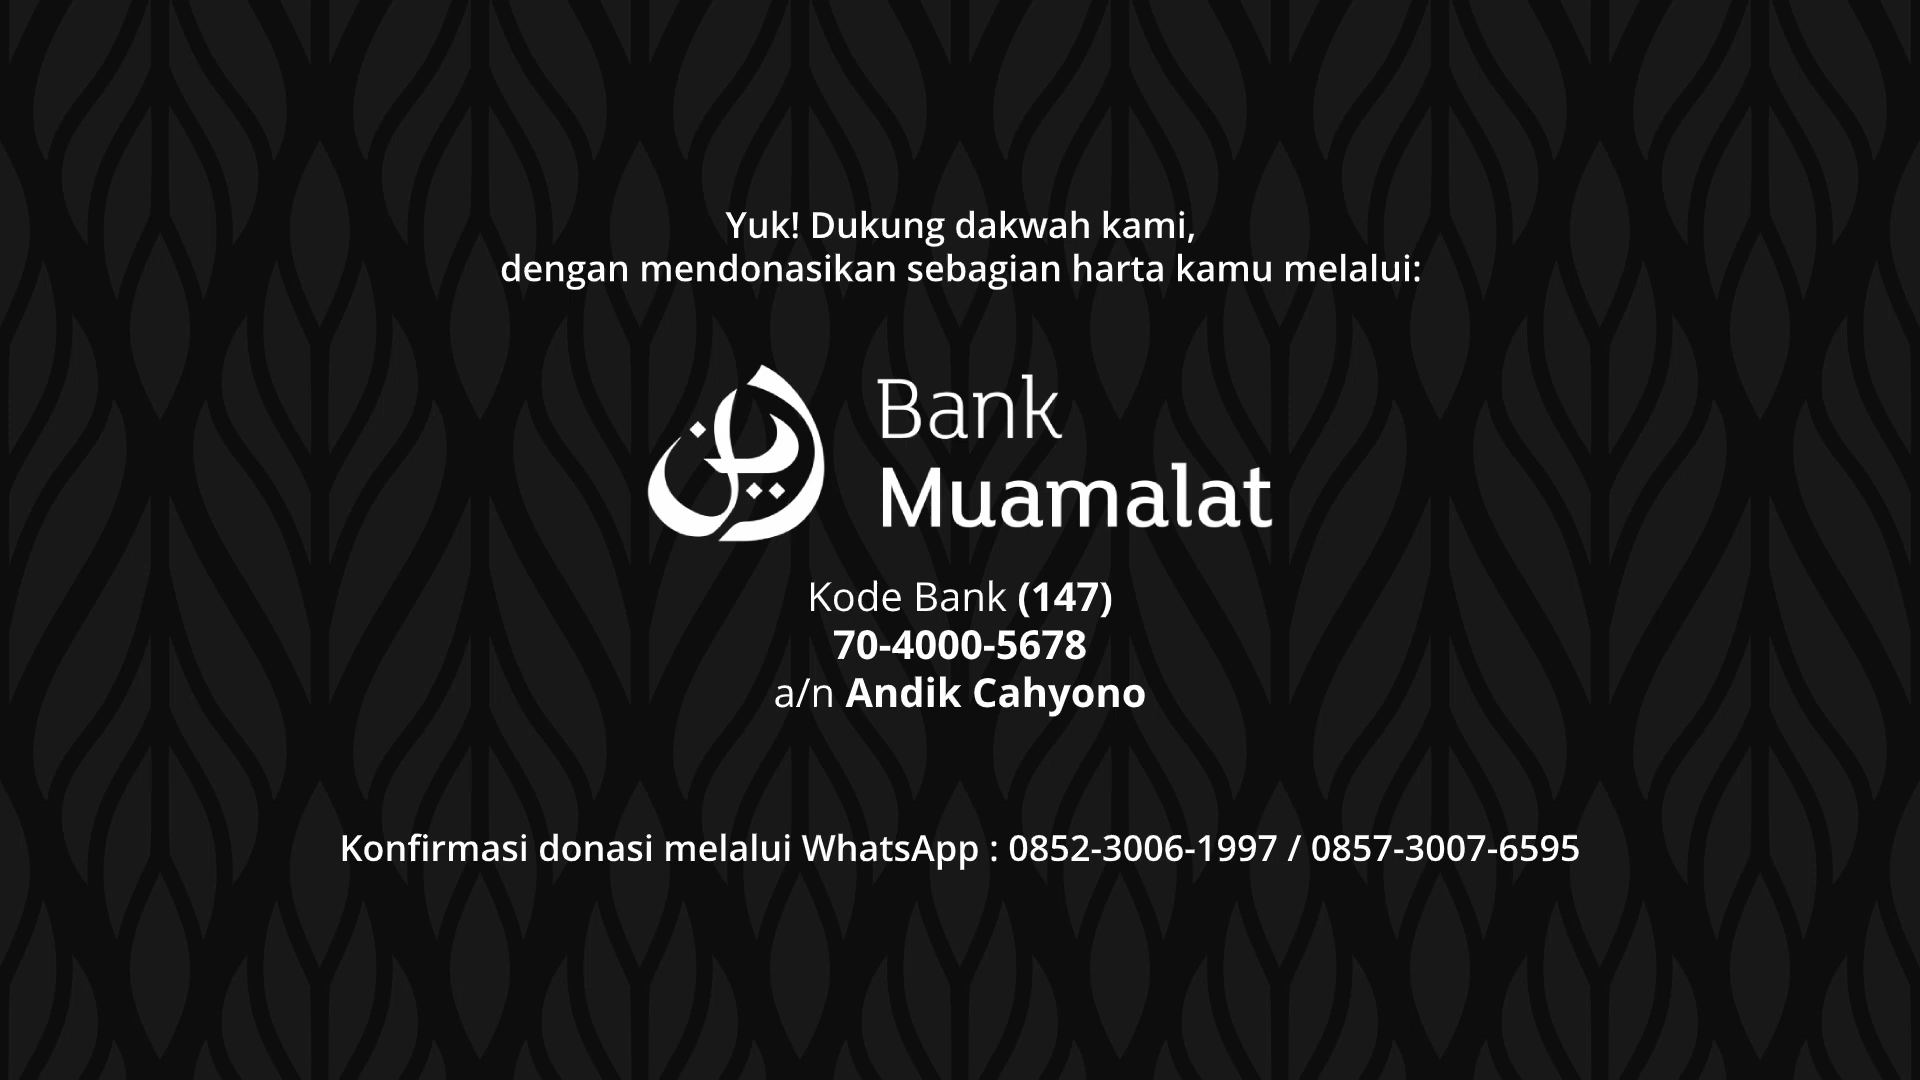 Yuk! Dukung dakwah kami,
dengan mendonasikan sebagian harta kamu melalui:
Bank
Muamalat
Kode Bank (147)
70-4000-5678
a/n Andik Cahyono
Konfirmasi donasi melalui WhatsApp : 0852-3006-1997 / 0857-3007-6595